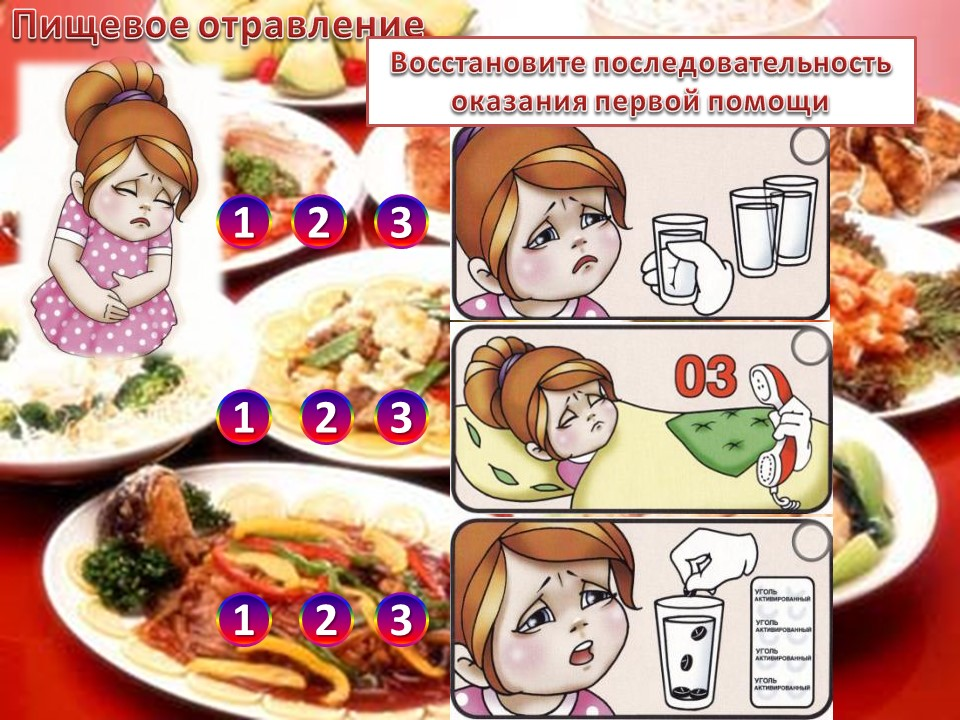 Пищевое отравление
Восстановите последовательность
оказания первой помощи
1 2 3
03
1 2 3
1 2 3
УГОЛЬ
АКТИВИРОВАННЫЙ
УГОЛЬ
АКТИВИРОВАННЫЙ
УГОЛЬ
АКТИВИРОВАННЫЙ
УГОЛЬ
АКТИВИРОВАННЫЙ